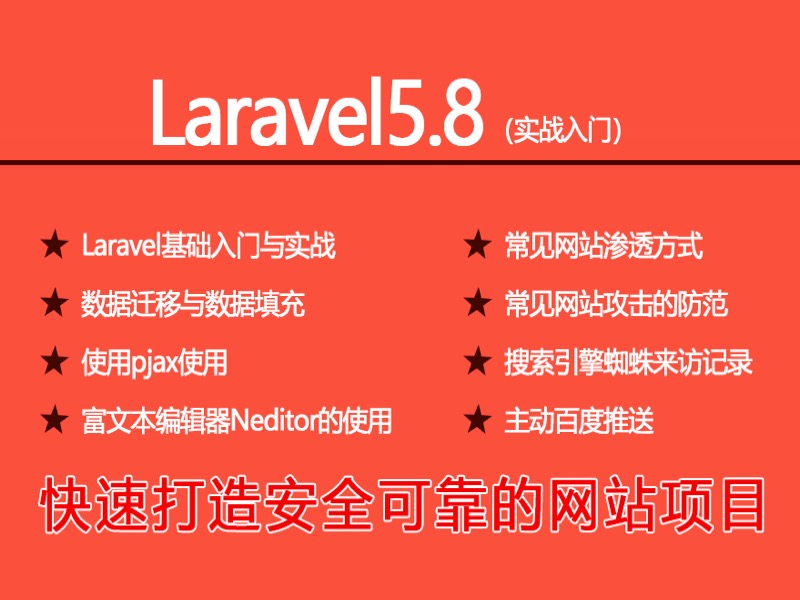 Laravel5.8 (实战入门)
★ Laravel基础入门与实战
★ 数据迁移与数据填充
★ 使用pjax使用
★ 富文本编辑器Neditor的使用
★ 常见网站渗透方式
★ 常见网站攻击的防范
★ 搜索引擎蜘蛛来访记录
★ 主动百度推送
快速打造安全可靠的网站项目